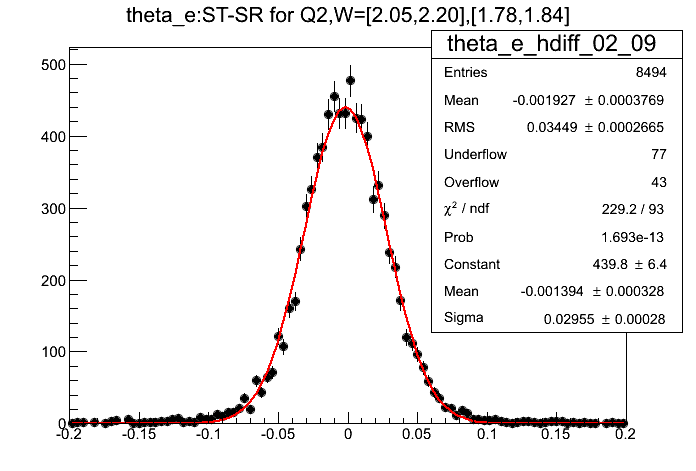 theta_e:ST-SR for Q2,W=[2.05,2.20],[1.78,1.84]
theta_e_hdiff_02_09
Entries 8494
Mean -0.001927 ± 0.0003769
RMS 0.03449 ± 0.0002665
Underflow 77
Overflow 43
χ² / ndf 229.2 / 93
Prob 1.693e-13
Constant 439.8 ± 6.4
Mean -0.001394 ± 0.000328
Sigma 0.02955 ± 0.00028
500
400
300
200
100
0
-0.2 -0.15 -0.1 -0.05 0 0.05 0.1 0.15 0.2